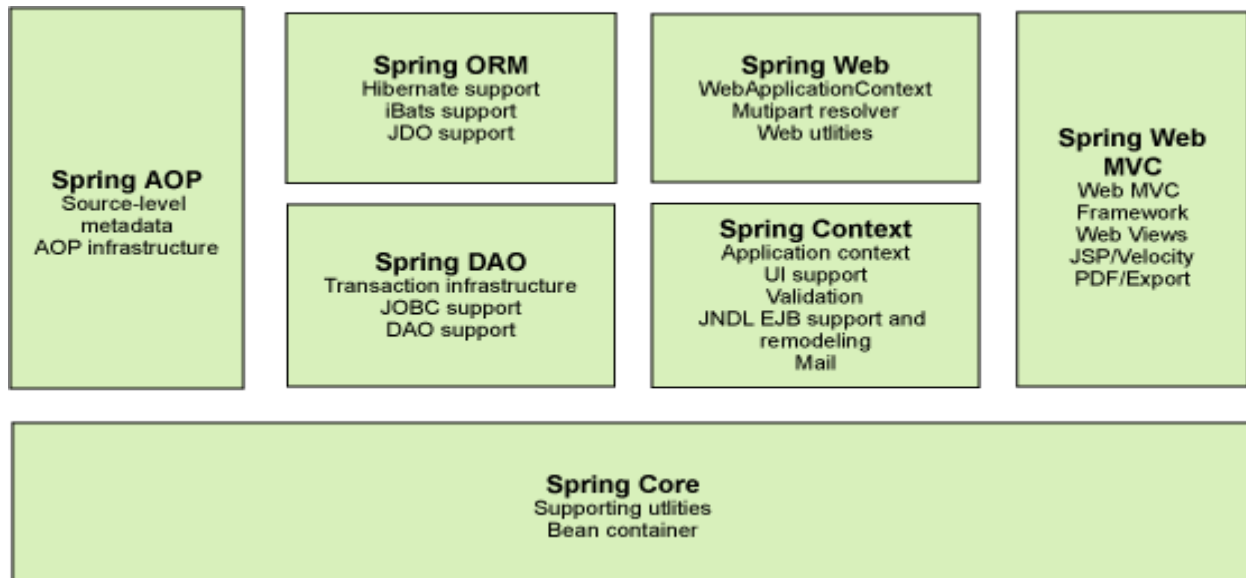 Spring AOP
Source-level
metadata
AOP infrastructure
Spring ORM
Hibernate support
iBats support
JDO support
Spring DAO
Transaction infrastructure
JOBC support
DAO support
Spring Web
WebApplicationContext
Mutipart resolver
Web utlities
Spring Context
Application context
UI support
Validation
JNDL EJB support and
remodeling
Mail
Spring Web
MVC
Web MVC
Framework
Web Views
JSP/Velocity
PDF/Export
Spring Core
Supporting utlities
Bean container